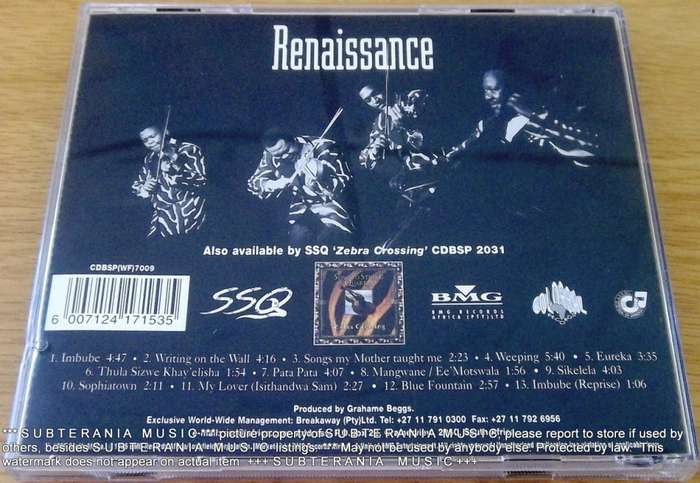 Renaissance
Also available by SSQ 'Zebra Crossing' CDBSP 2031
CDBSP(WF)7009
6 007124 171535
SSQ
Zebra Crossing
BMG
BMG RECORDS
AFRICA (PTY)LTD
1. Imbube 4:47 • 2. Writing on the Wall 4:16 • 3. Songs my Mother taught me 2:23 • 4. Weeping 5:40 • 5. Eureka 3:35
6. Thula Sizwe Khay'elisha 1:54 • 7. Pata Pata 4:07 • 8. Mangwane / Ee'Motswala 1:56 • 9. Sikelela 4:03
10. Sophiatown 2:11 • 11. My Lover (Isithandwa Sam) 2:27 • 12. Blue Fountain 2:57 • 13. Imbube (Reprise) 1:06
Produced by Grahame Beggs.
Exclusive World-Wide Management: Breakaway (Pty)Ltd. Tel: +27 11 791 0300 Fax: +27 11 792 6956
SUBTERANIA MUSIC picture property of SUBTERANIA MUSIC, please report to store if used by
others, besides SUBTERANIA MUSIC listings. May not be used by anybody else! Protected by law. This
watermark does not appear on actual item +++ SUBTERANIA MUSIC+++